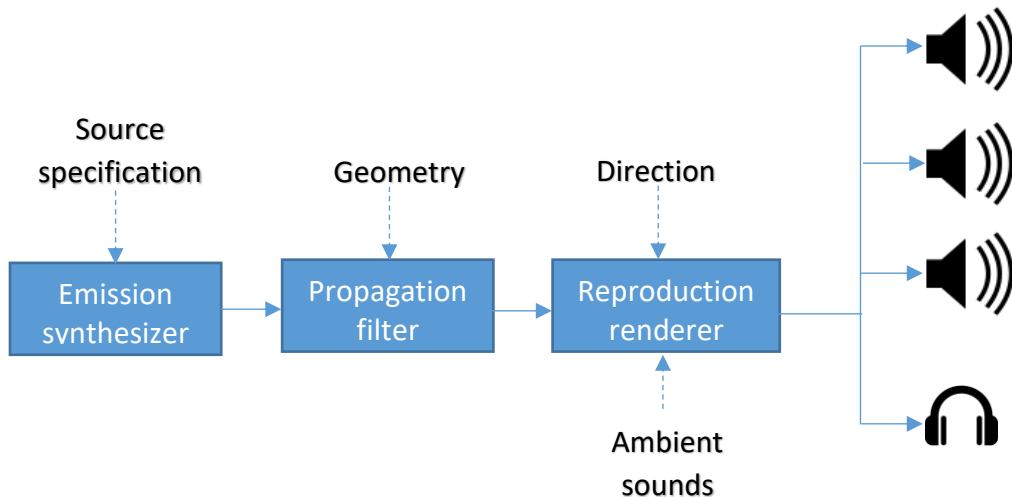 Source
specification
Geometry
Direction
Emission
synthesizer
Propagation
filter
Reproduction
renderer
Ambient
sounds